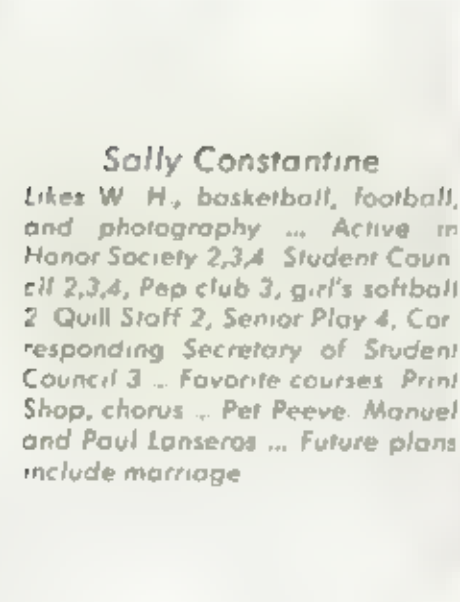 Sally Constantine
Likes W H., basketball, football,
and photography ... Active in
Honor Society 2,3,4 Student Coun
cil 2,3,4, Pep club 3, girl's softball
2 Quill Staff 2, Senior Play 4, Cor
responding Secretary of Student
Council 3 ... Favorite courses Print
Shop, chorus ... Pet Peeve. Manuel
and Paul Lanseros ... Future plans
include marriage